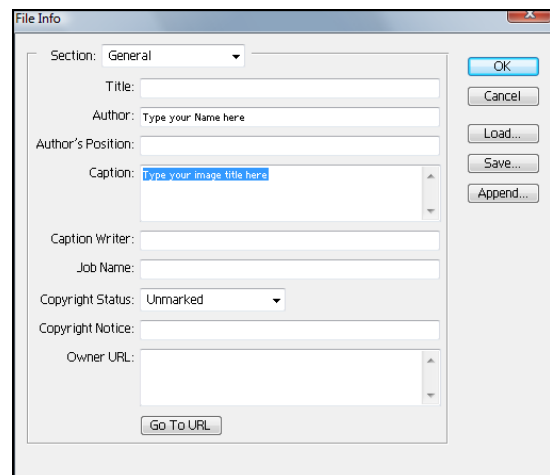 File Info
Section: General
OK
Title:
Cancel
Author: Type your Name here
Author's Position:
Load...
Caption: Type your image title here
Save...
Append...
Caption Writer:
Job Name:
Copyright Status: Unmarked
Copyright Notice:
Owner URL:
Go To URL